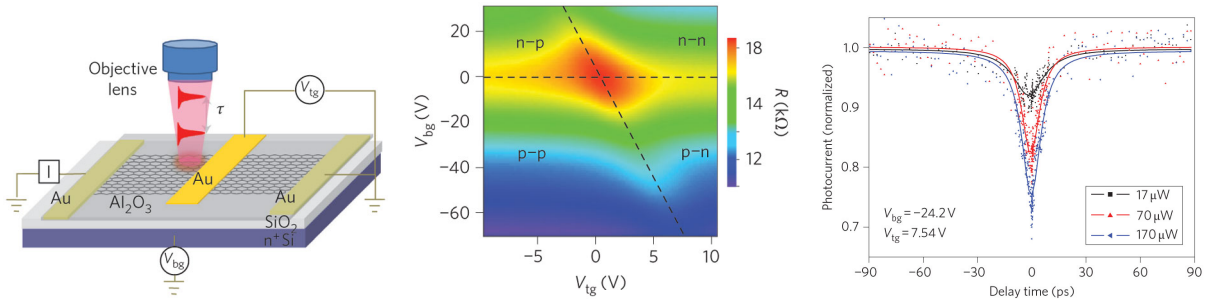 Objective
lens
τ
V_tg
I
Au
Au
Al₂O₃
Au
SiO₂
n⁺Si
V_bg
V_bg (V)
20
0
−20
−40
−60
n–p
n–n
p–p
p–n
−5
0
5
10
V_tg (V)
18
16
14
12
R (kΩ)
Photocurrent (normalized)
1.0
0.9
0.8
0.7
V_bg = −24.2 V
V_tg = 7.54 V
17 μW
70 μW
170 μW
−90
−60
−30
0
30
60
90
Delay time (ps)